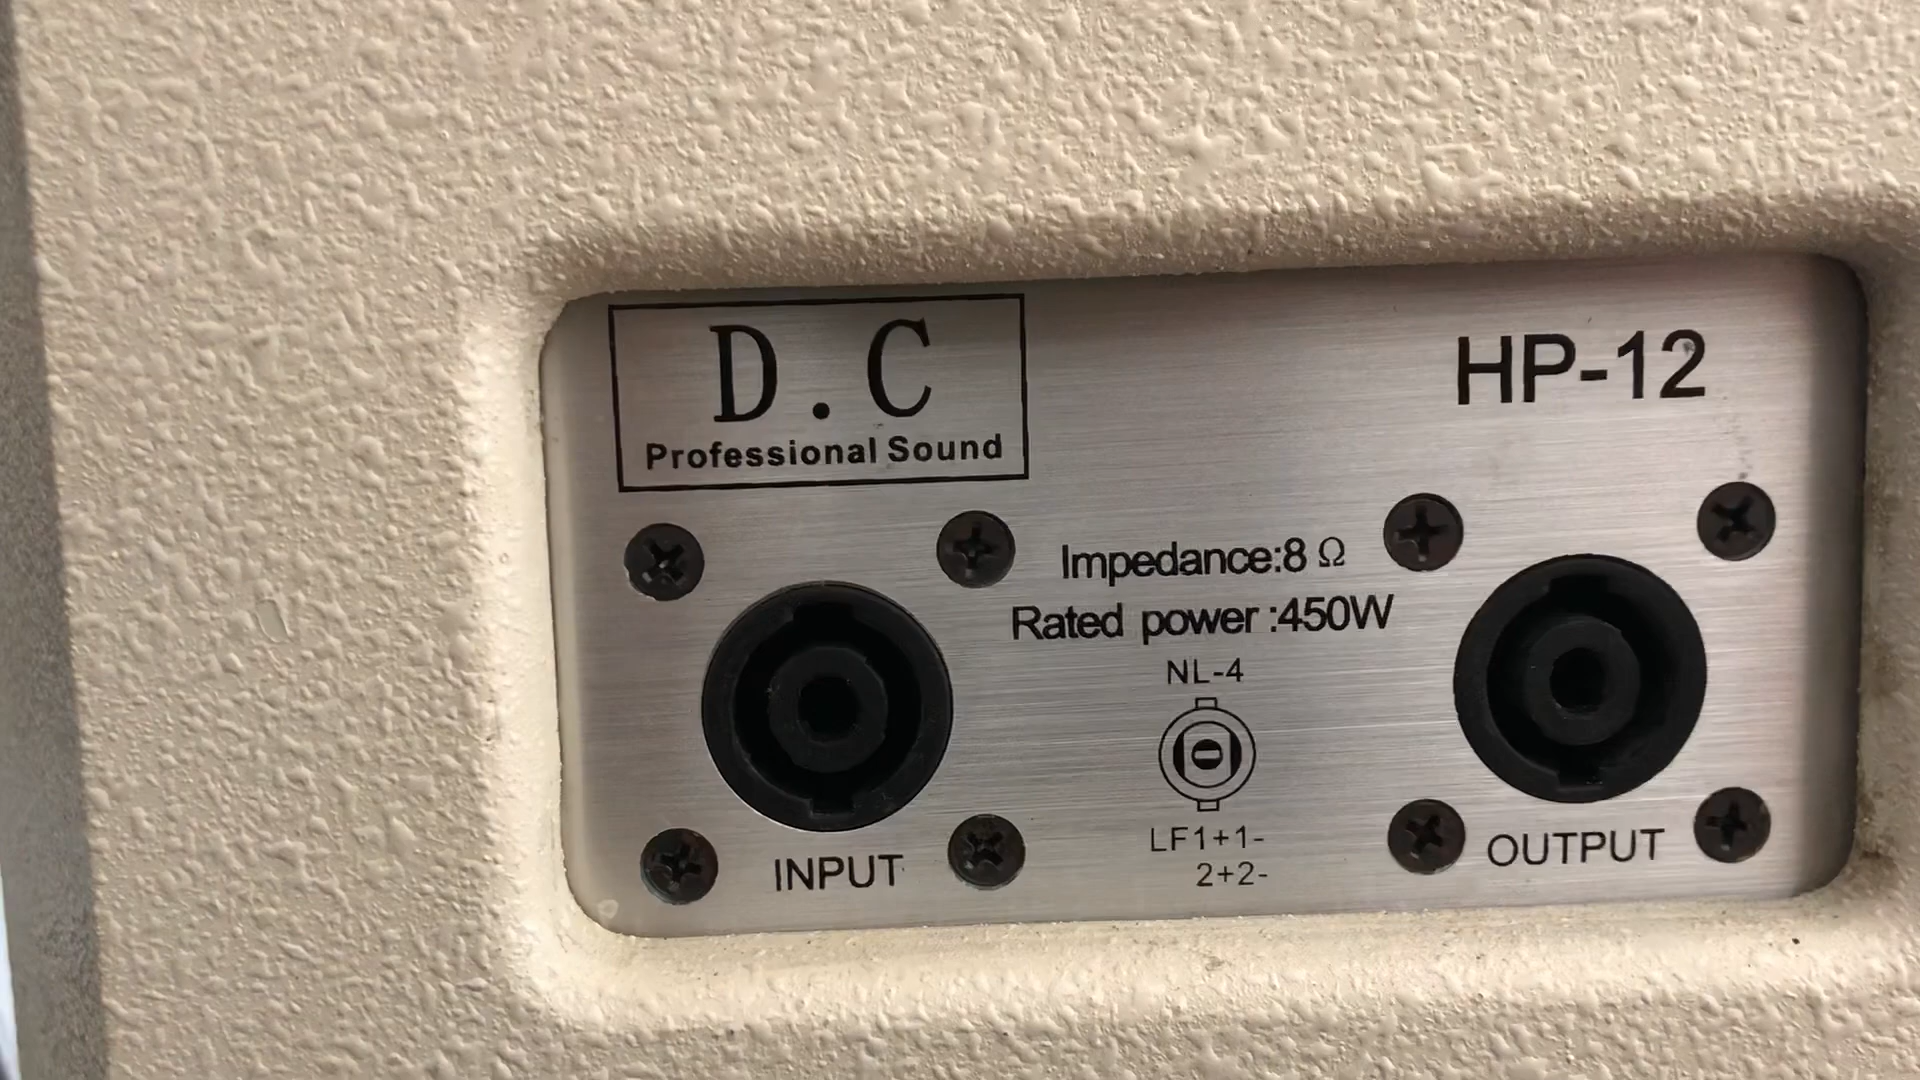 D.C
Professional Sound
HP-12
Impedance:8 Ω
Rated power :450W
NL-4
LF1+1-
2+2-
INPUT
OUTPUT